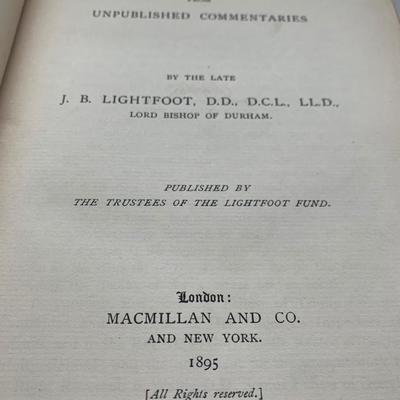 UNPUBLISHED COMMENTARIES
BY THE LATE
J. B. LIGHTFOOT, D.D., D.C.L., LL.D.,
LORD BISHOP OF DURHAM.
PUBLISHED BY
THE TRUSTEES OF THE LIGHTFOOT FUND.
London:
MACMILLAN AND CO.
AND NEW YORK.
1895
[All Rights reserved.]